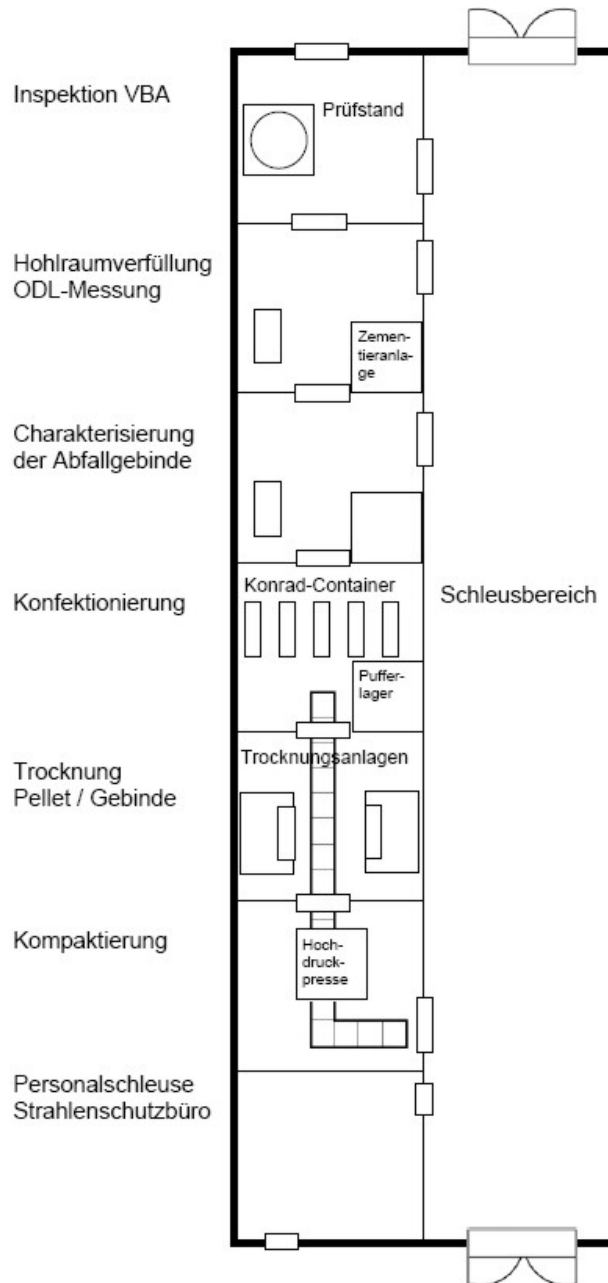 Inspektion VBA
Prüfstand
Hohlraumverfüllung
ODL-Messung
Zemen-
tieranla-
ge
Charakterisierung
der Abfallgebinde
Konfektionierung
Konrad-Container
Puffer-
lager
Schleusbereich
Trocknung
Pellet / Gebinde
Trocknungsanlagen
Kompaktierung
Hoch-
druck-
presse
Personalschleuse
Strahlenschutzbüro